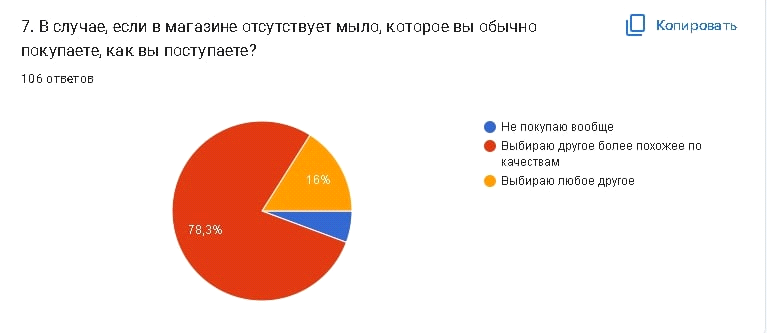 7. В случае, если в магазине отсутствует мыло, которое вы обычно
покупаете, как вы поступаете?
Копировать
106 ответов
Не покупаю вообще
Выбираю другое более похожее по
качествам
Выбираю любое другое
16%
78,3%